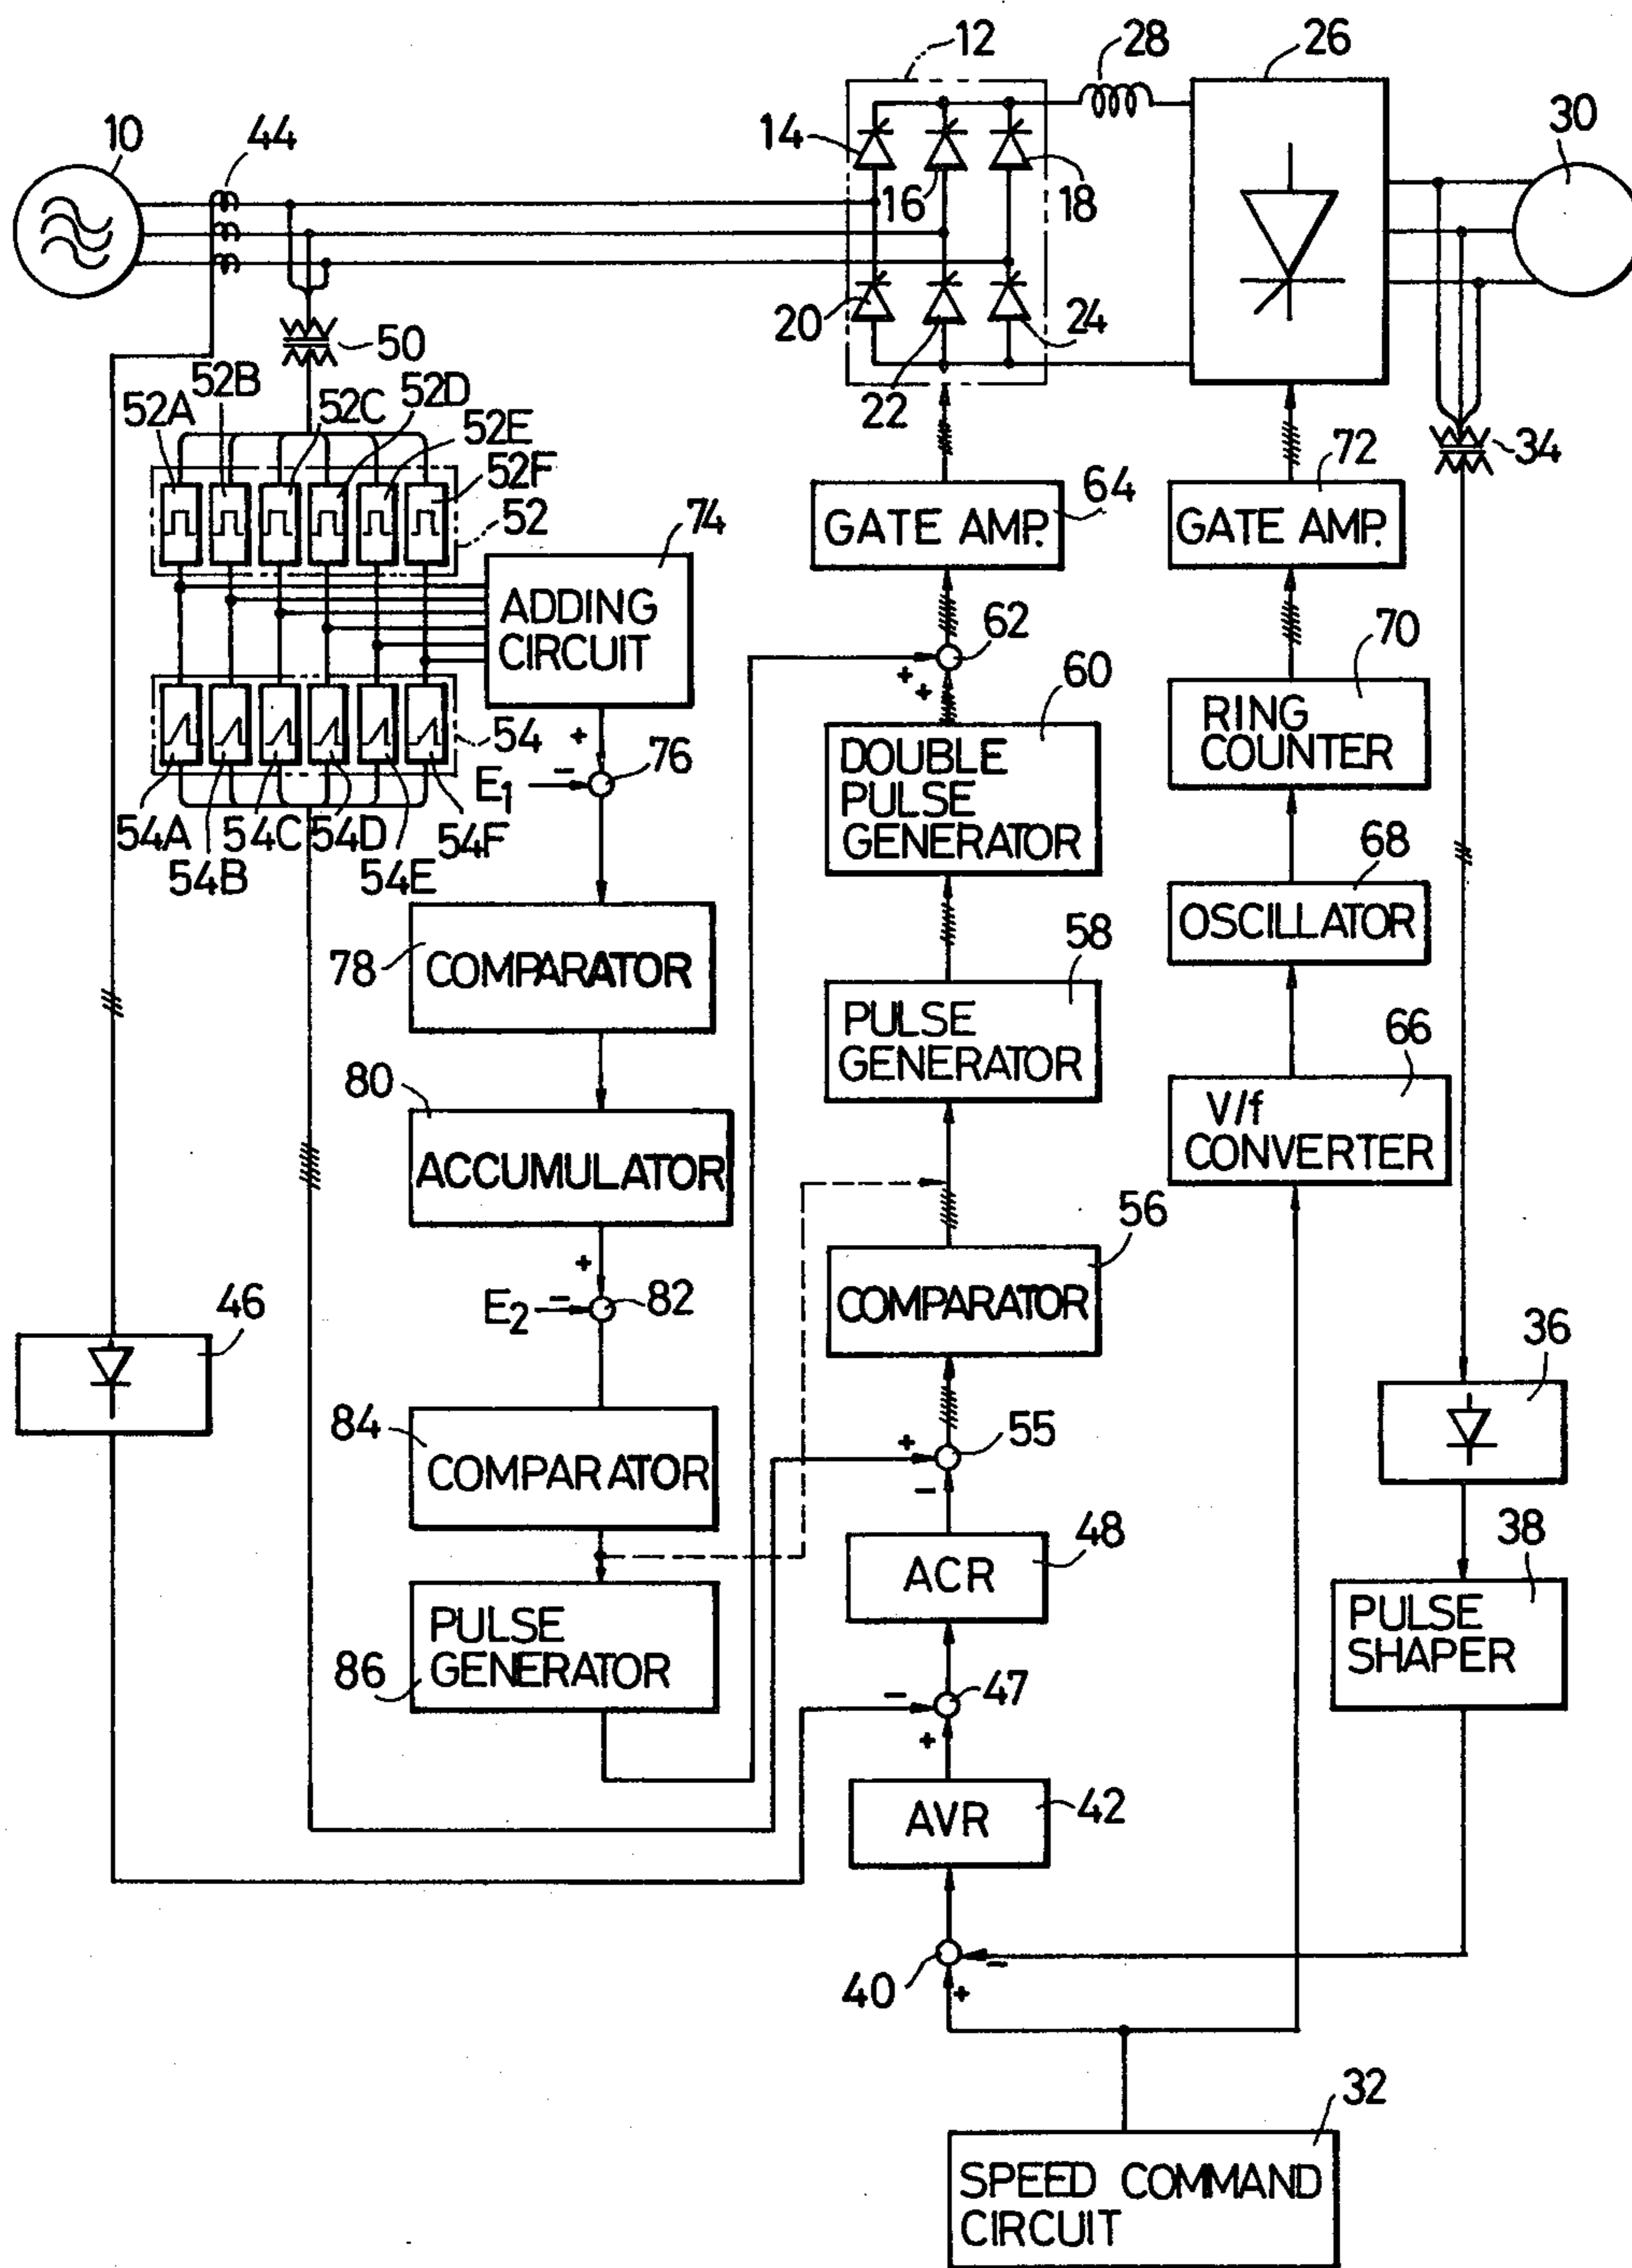 12
28
26
10
44
14
30
16
18
20
24
50
52B
52A
52C
52D
22
34
52E
72
52F
64
52
74
GATE AMP.
GATE AMP.
ADDING
CIRCUIT
62
70
60
RING
COUNTER
54
+
+
+
DOUBLE
PULSE
GENERATOR
−
76
E1
54A
54C
54D
54F
54B
54E
68
OSCILLATOR
58
78
COMPARATOR
PULSE
GENERATOR
66
80
V/f
CONVERTER
ACCUMULATOR
56
+
E2
−
82
COMPARATOR
46
36
84
COMPARATOR
+
55
−
48
38
ACR
PULSE
GENERATOR
86
PULSE
SHAPER
−
47
+
AVR
42
40
−
+
32
SPEED COMMAND
CIRCUIT